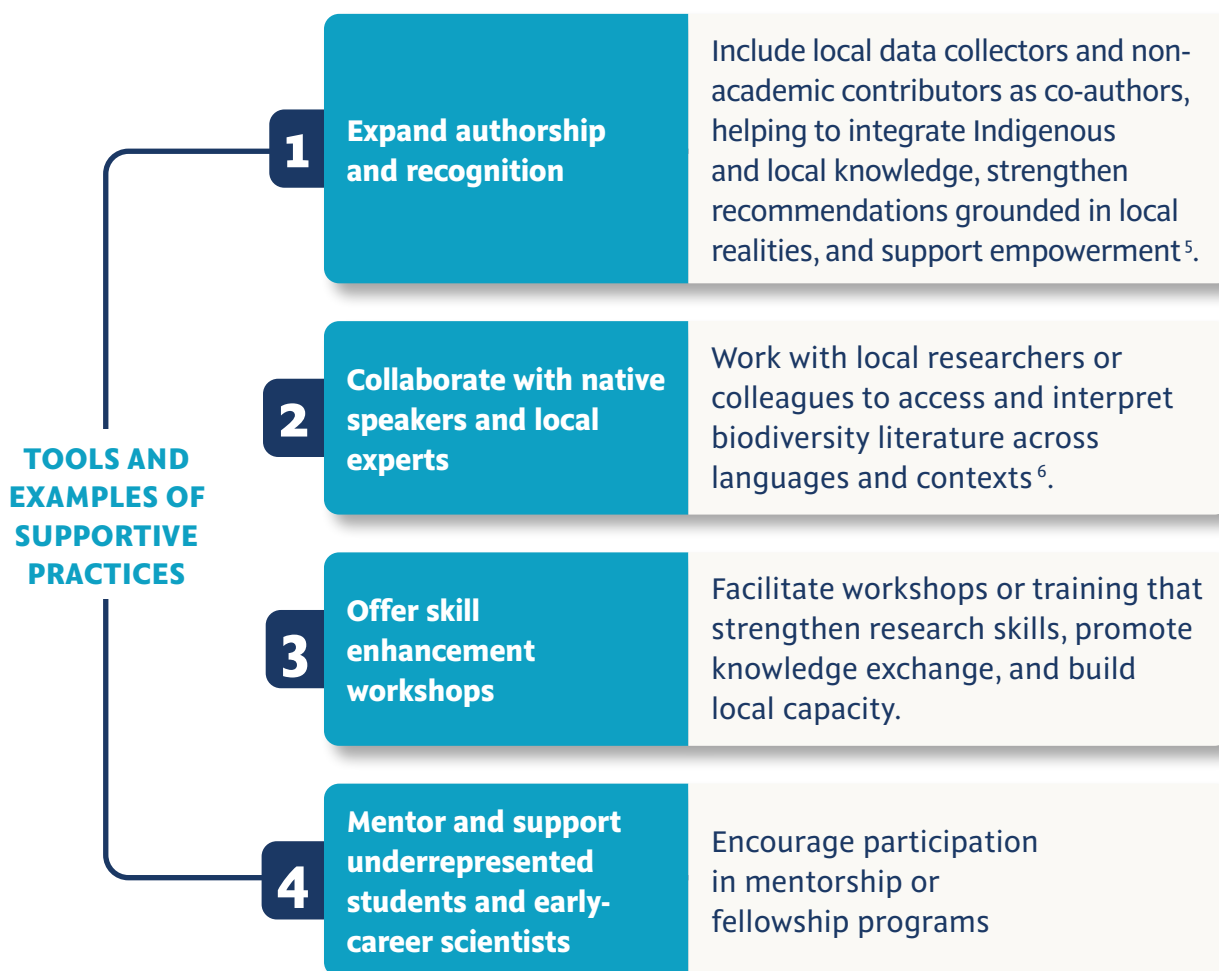 TOOLS AND
EXAMPLES OF
SUPPORTIVE
PRACTICES
1
Expand authorship
and recognition
Include local data collectors and non-
academic contributors as co-authors,
helping to integrate Indigenous
and local knowledge, strengthen
recommendations grounded in local
realities, and support empowerment⁵.
2
Collaborate with native
speakers and local
experts
Work with local researchers or
colleagues to access and interpret
biodiversity literature across
languages and contexts⁶.
3
Offer skill
enhancement
workshops
Facilitate workshops or training that
strengthen research skills, promote
knowledge exchange, and build
local capacity.
4
Mentor and support
underrepresented
students and early-
career scientists
Encourage participation
in mentorship or
fellowship programs